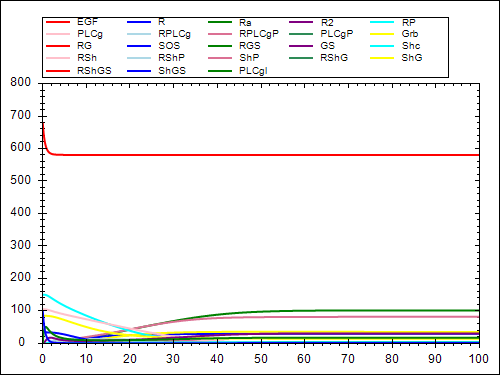 EGF R Ra R2 RP
PLCg RPLCg RPLCgP PLCgP Grb
RG SOS RGS GS Shc
RSh RShP ShP RShG ShG
RShGS ShGS PLCgl
800
700
600
500
400
300
200
100
0
0 10 20 30 40 50 60 70 80 90 100